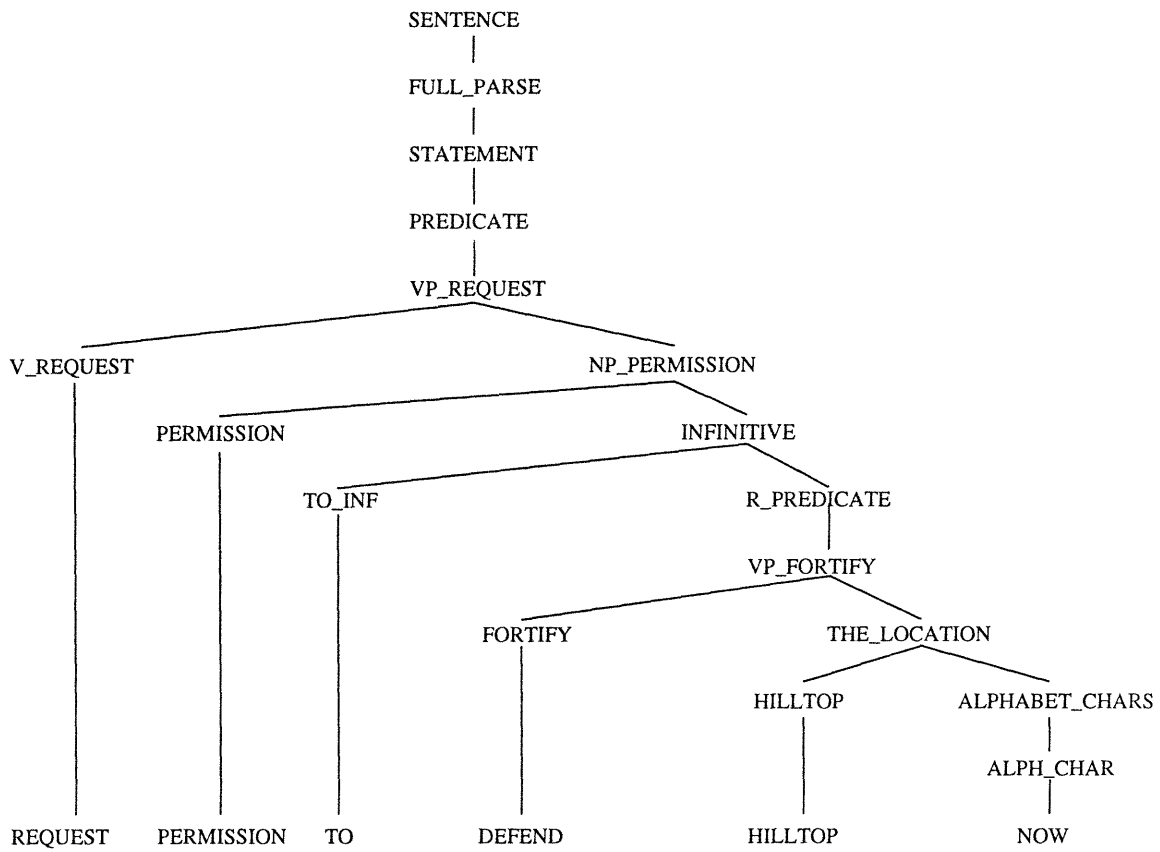 SENTENCE
FULL_PARSE
STATEMENT
PREDICATE
VP_REQUEST
V_REQUEST NP_PERMISSION
PERMISSION INFINITIVE
TO_INF R_PREDICATE
VP_FORTIFY
FORTIFY THE_LOCATION
HILLTOP ALPHABET_CHARS
ALPH_CHAR
REQUEST PERMISSION TO DEFEND HILLTOP NOW